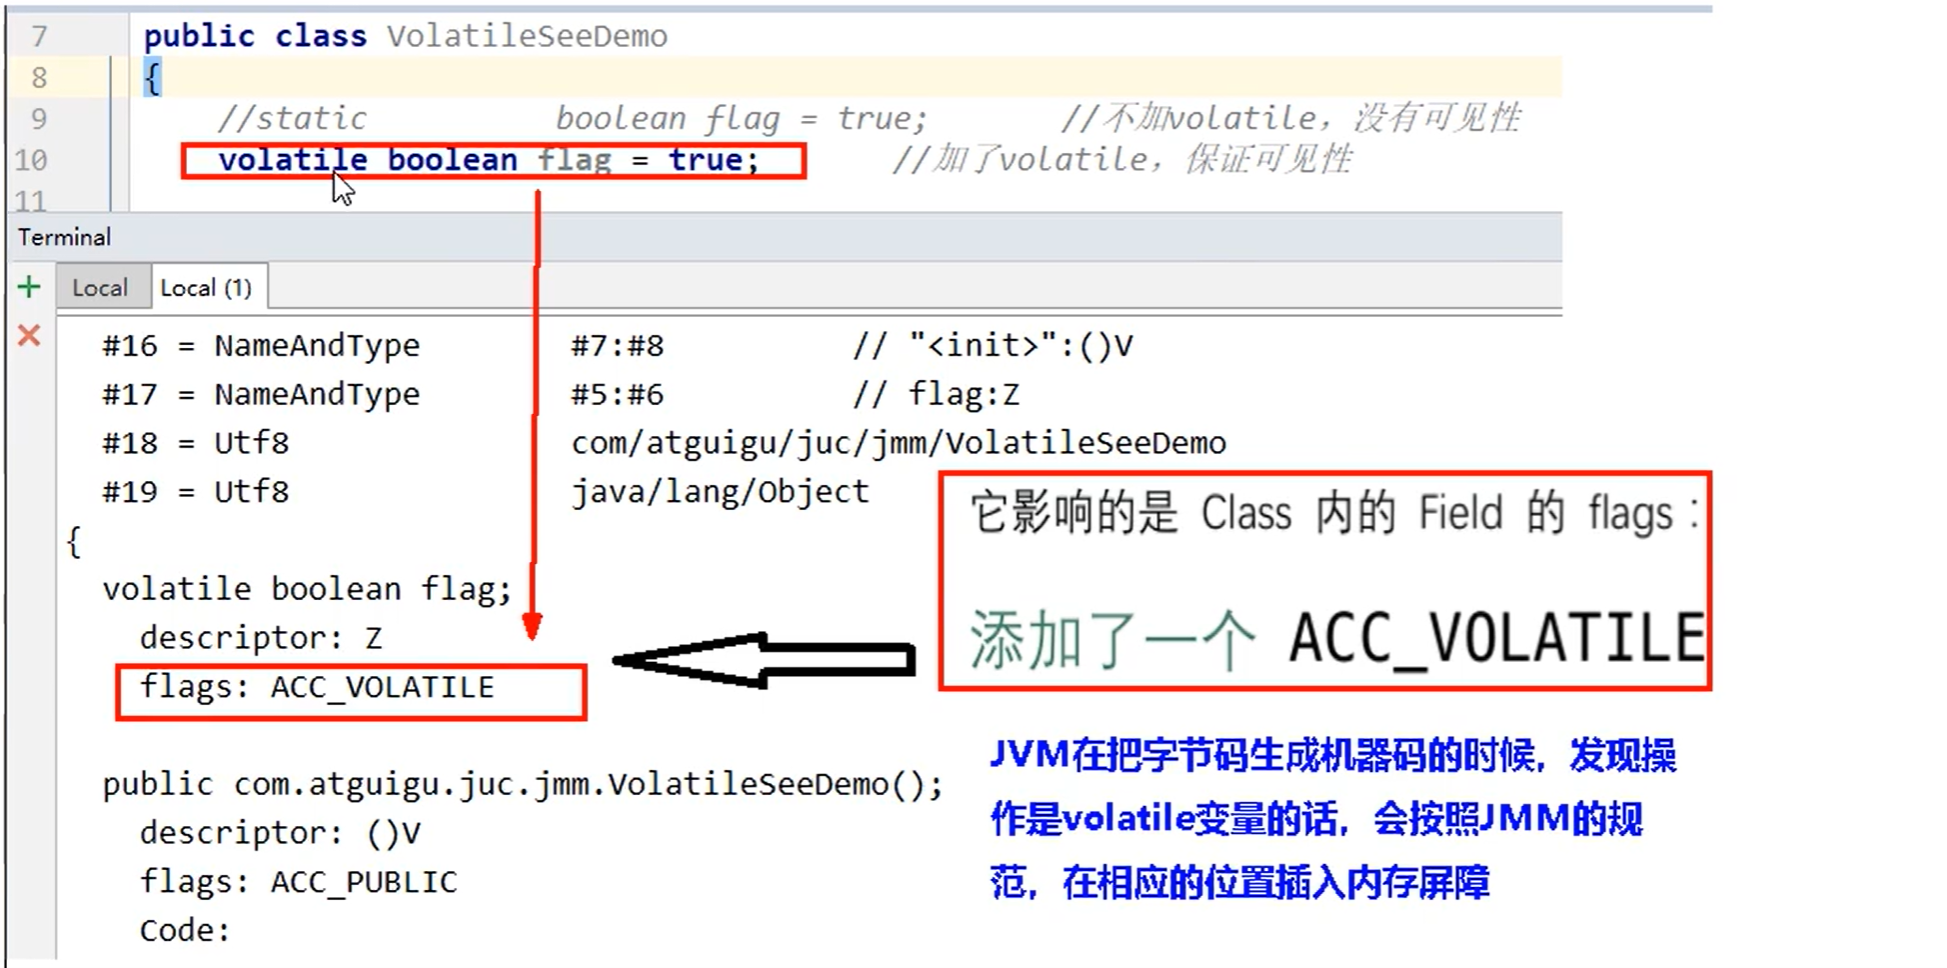 7 public class VolatileSeeDemo
8 {
9 //static boolean flag = true; //不加volatile，没有可见性
10 volatile boolean flag = true; //加了volatile，保证可见性
11
Terminal
Local Local (1)
#16 = NameAndType #7:#8 // "<init>":()V
#17 = NameAndType #5:#6 // flag:Z
#18 = Utf8 com/atguigu/juc/jmm/VolatileSeeDemo
#19 = Utf8 java/lang/Object
{
volatile boolean flag;
descriptor: Z
flags: ACC_VOLATILE
public com.atguigu.juc.jmm.VolatileSeeDemo();
descriptor: ()V
flags: ACC_PUBLIC
Code:
它影响的是 Class 内的 Field 的 flags：
添加了一个 ACC_VOLATILE
JVM在把字节码生成机器码的时候，发现操
作是volatile变量的话，会按照JMM的规
范，在相应的位置插入内存屏障